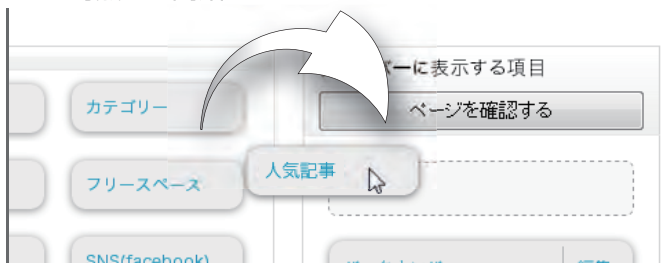 ーに表示する項目
カテゴリー
ページを確認する
人気記事
フリースペース
SNS(facebook)